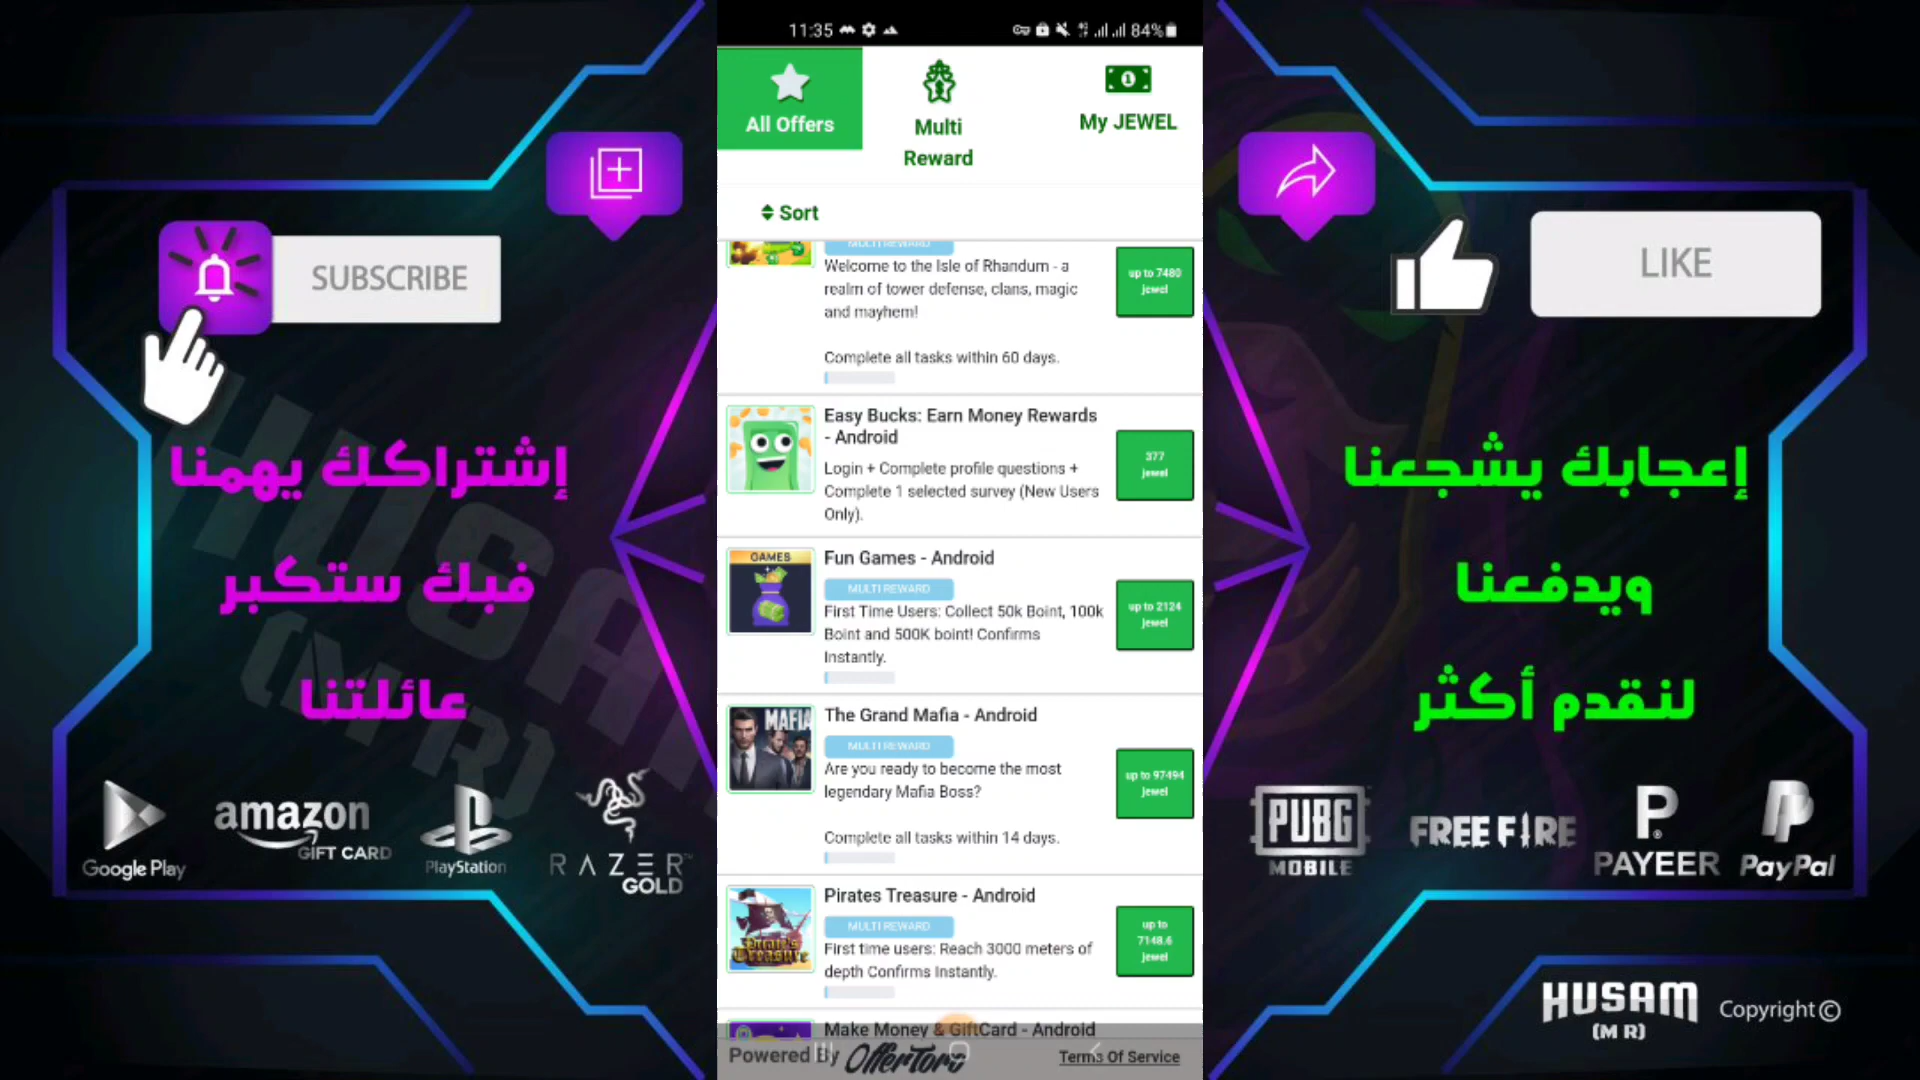 SUBSCRIBE
إشتراكك يهمنا
فبك ستكبر
عائلتنا
HUSAM
(M R)
Google Play
amazon
GIFT CARD
PlayStation
RAZER
GOLD
11:35
84%
All Offers
Multi
Reward
My JEWEL
Sort
MULTI REWARD
Welcome to the Isle of Rhandum - a
realm of tower defense, clans, magic
and mayhem!
Complete all tasks within 60 days.
up to 7480
jewel
Easy Bucks: Earn Money Rewards
- Android
Login + Complete profile questions +
Complete 1 selected survey (New Users
Only).
377
jewel
GAMES
Fun Games - Android
MULTI REWARD
First Time Users: Collect 50k Boint, 100k
Boint and 500K boint! Confirms
Instantly.
up to 2124
jewel
MAFIA
The Grand Mafia - Android
MULTI REWARD
Are you ready to become the most
legendary Mafia Boss?
Complete all tasks within 14 days.
up to 97494
jewel
Pirates Treasure
Pirates Treasure - Android
MULTI REWARD
First time users: Reach 3000 meters of
depth Confirms Instantly.
up to
7148.6
jewel
Make Money & GiftCard - Android
Powered By OfferToro
Terms Of Service
LIKE
إعجابك يشجعنا
ويدفعنا
لنقدم أكثر
PUBG
MOBILE
FREE FIRE
PAYEER
PayPal
HUSAM
(M R)
Copyright ©